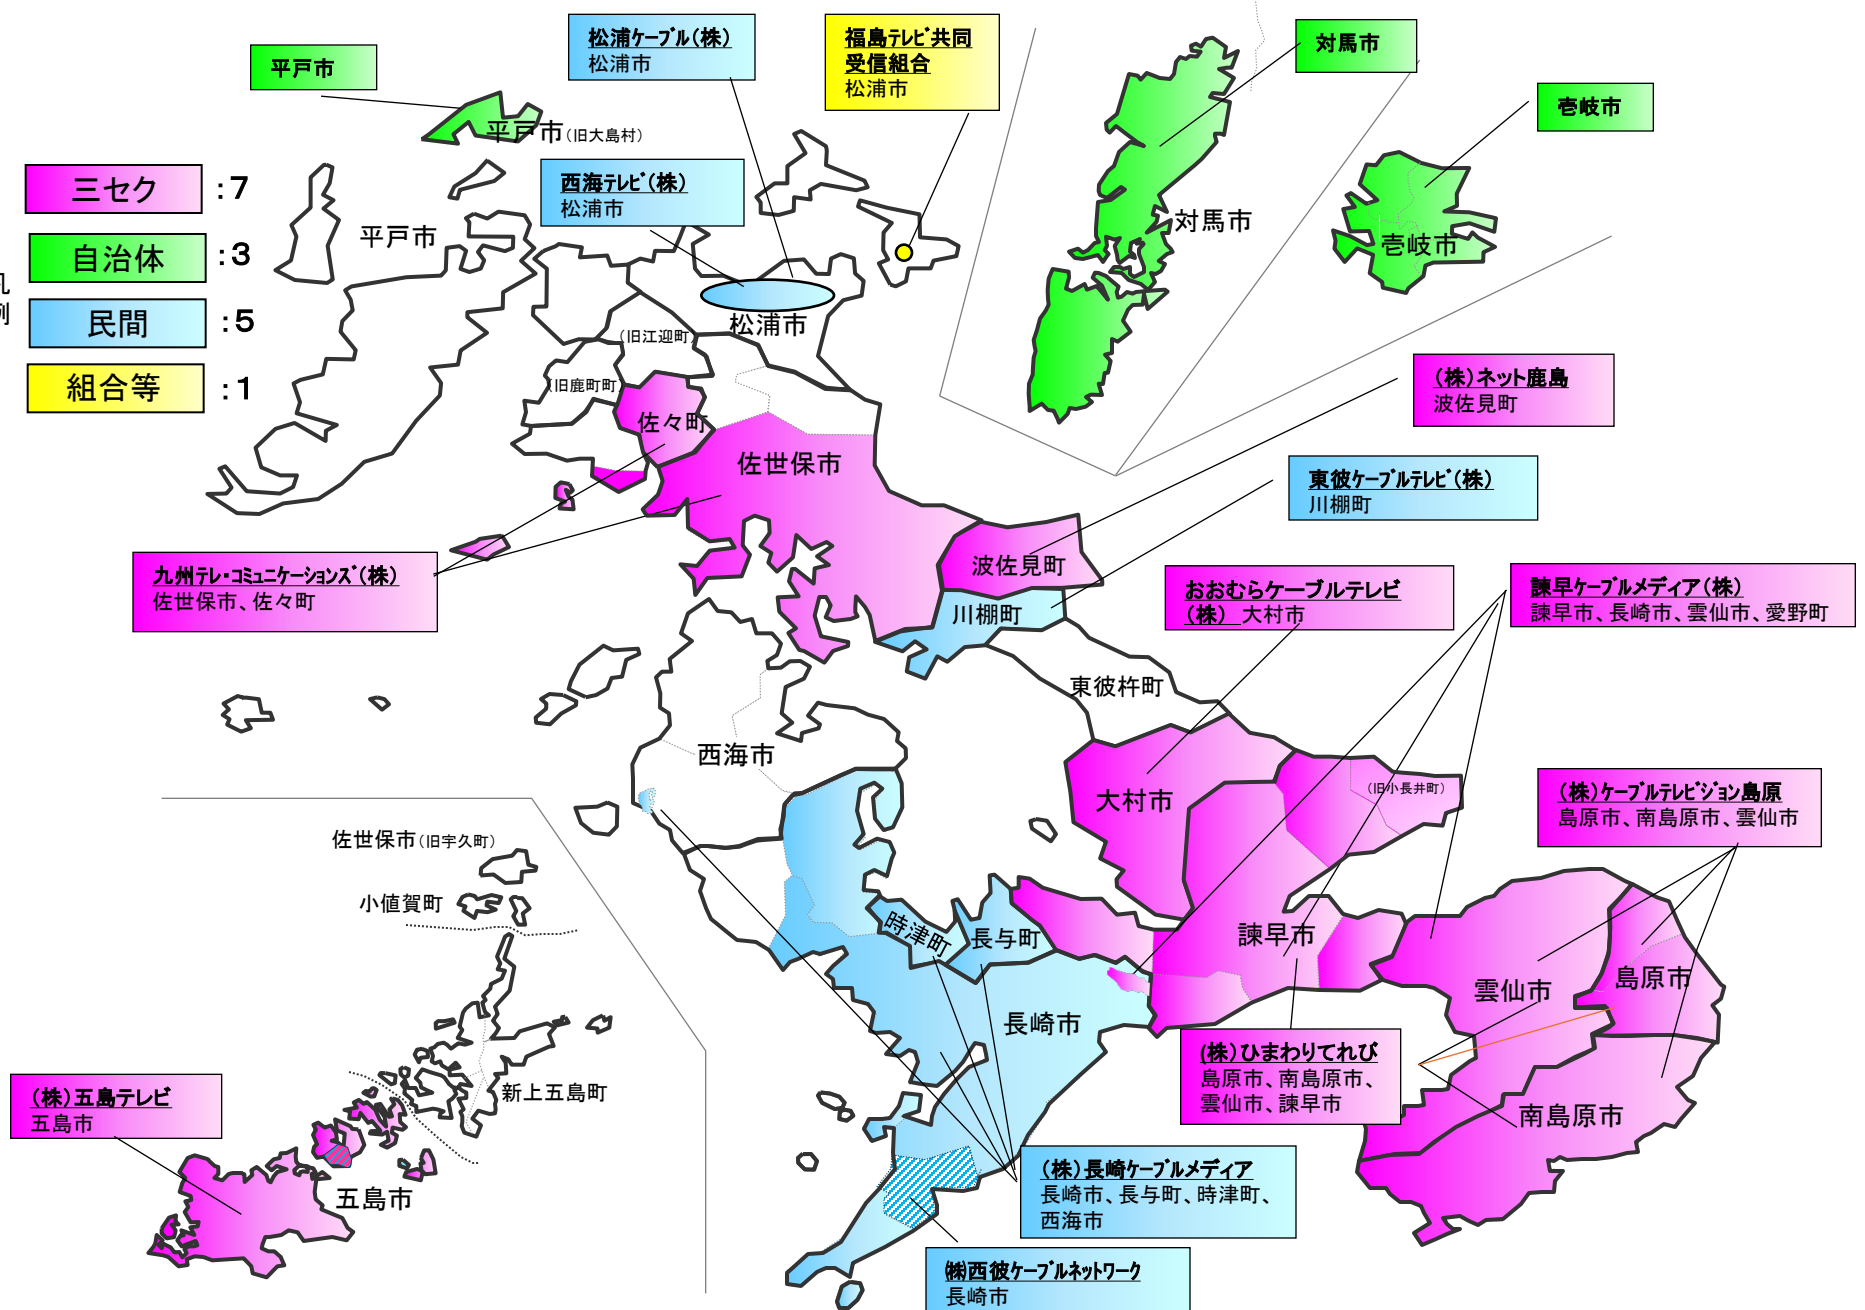 松浦ケーブル(株)
松浦市
福島テレビ共同
受信組合
松浦市
対馬市
平戸市
壱岐市
平戸市(旧大島村)
西海テレビ(株)
松浦市
三セク :7
自治体 :3
民間 :5
組合等 :1
凡
例
平戸市
対馬市
壱岐市
松浦市
(旧江迎町)
(旧鹿町町)
佐々町
佐世保市
(株)ネット鹿島
波佐見町
東彼ケーブルテレビ(株)
川棚町
九州テレ・コミュニケーションズ(株)
佐世保市、佐々町
波佐見町
川棚町
おおむらケーブルテレビ
(株) 大村市
諫早ケーブルメディア(株)
諫早市、長崎市、雲仙市、愛野町
東彼杵町
西海市
大村市
(旧小長井町)
(株)ケーブルテレビジョン島原
島原市、南島原市、雲仙市
佐世保市(旧宇久町)
小値賀町
時津町
長与町
諫早市
雲仙市
島原市
長崎市
(株)ひまわりてれび
島原市、南島原市、
雲仙市、諫早市
南島原市
新上五島町
(株)五島テレビ
五島市
五島市
(株)長崎ケーブルメディア
長崎市、長与町、時津町、
西海市
㈱西彼ケーブルネットワーク
長崎市